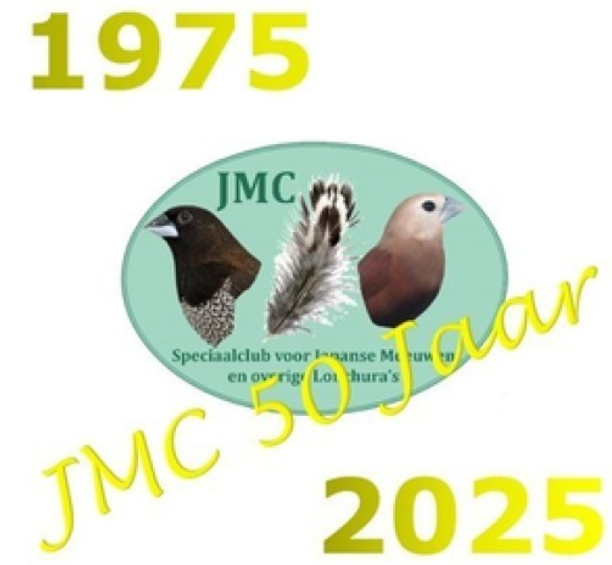 1975
JMC
Speciaalclub voor Japanse Meeuwen
en overige Lonchura's
JMC 50 Jaar
2025